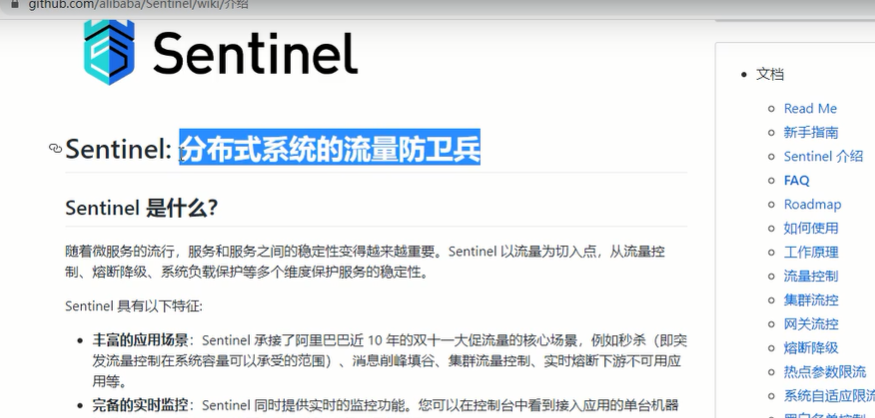 github.com/alibaba/Sentinel/wiki/介绍
Sentinel
Sentinel: 分布式系统的流量防卫兵
Sentinel 是什么?
随着微服务的流行，服务和服务之间的稳定性变得越来越重要。Sentinel 以流量为切入点，从流量控
制、熔断降级、系统负载保护等多个维度保护服务的稳定性。
Sentinel 具有以下特征:
丰富的应用场景：Sentinel 承接了阿里巴巴近 10 年的双十一大促流量的核心场景，例如秒杀（即突
发流量控制在系统容量可以承受的范围）、消息削峰填谷、集群流量控制、实时熔断下游不可用应
用等。
完备的实时监控：Sentinel 同时提供实时的监控功能。您可以在控制台中看到接入应用的单台机器
文档
Read Me
新手指南
Sentinel 介绍
FAQ
Roadmap
如何使用
工作原理
流量控制
集群流控
网关流控
熔断降级
热点参数限流
系统自适应限流
黑白名单控制